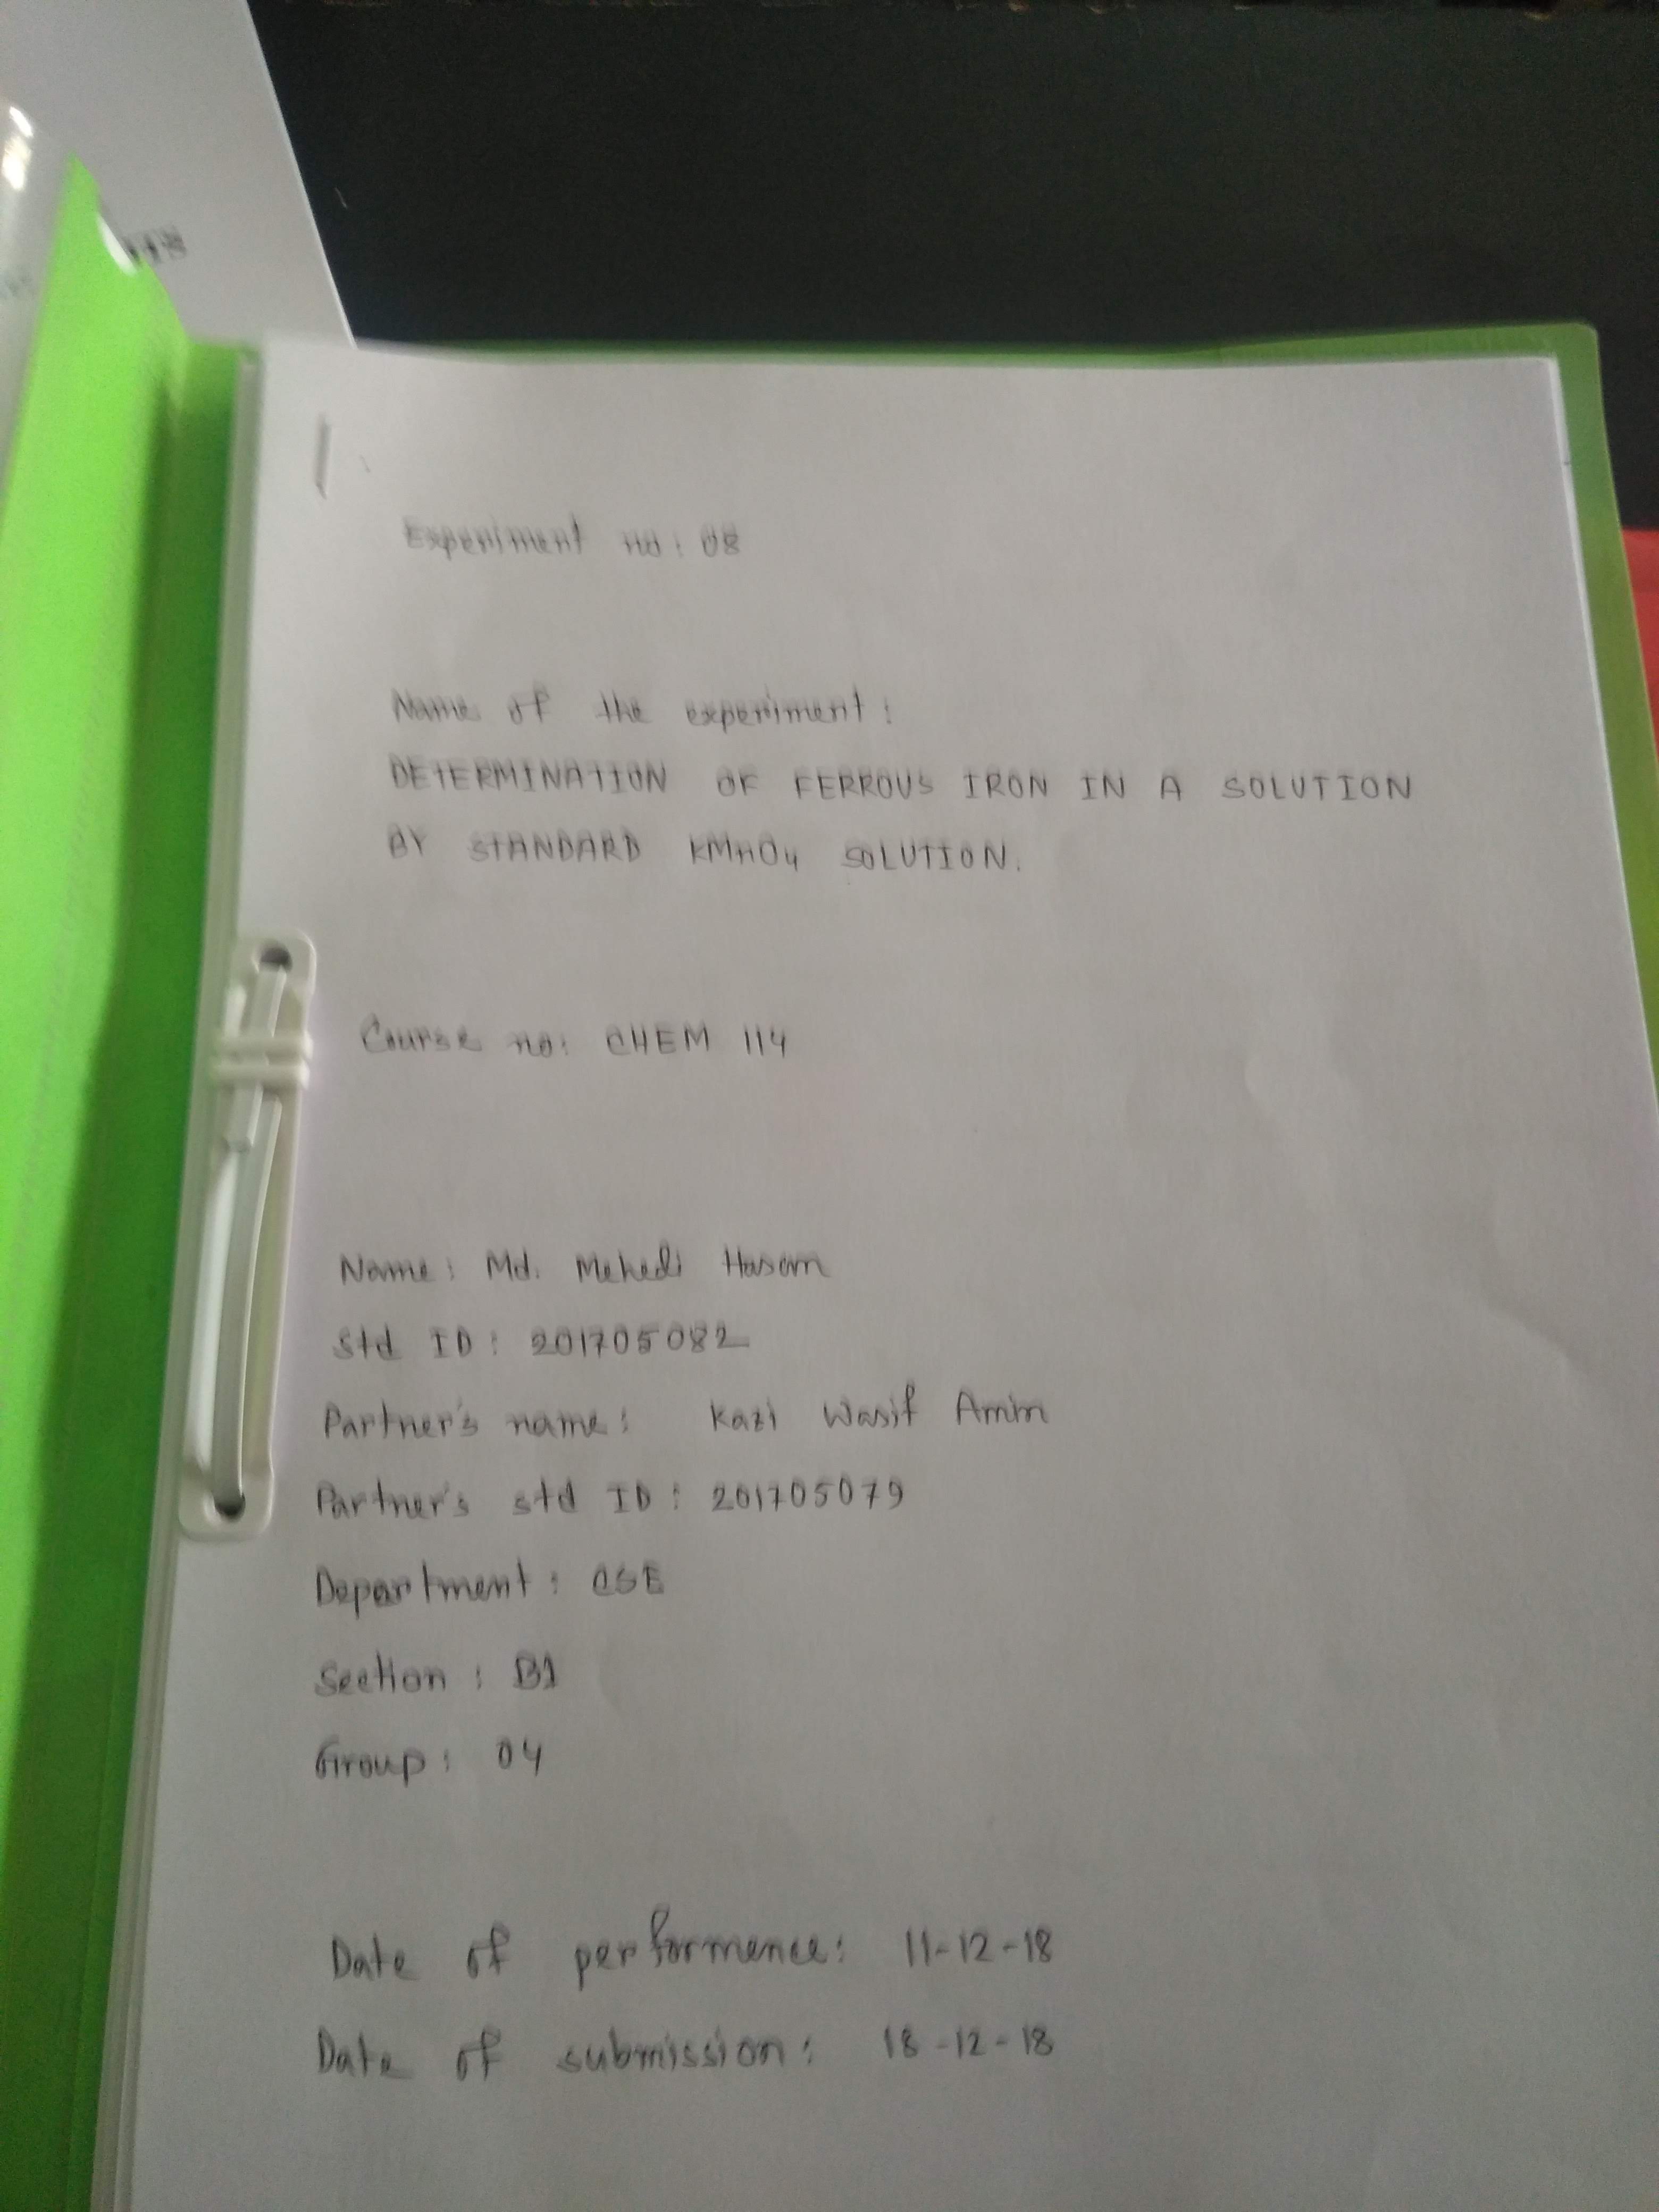 Experiment no: 08
Name of the experiment:
DETERMINATION OF FERROUS IRON IN A SOLUTION
BY STANDARD KMnO4 SOLUTION.
Course no: CHEM 114
Name: Md. Mehedi Hasan
Std ID: 201705082
Partner's name: Kazi Wasif Amin
Partner's std ID: 201705079
Department: CSE
Section: B1
Group: 04
Date of performence: 11-12-18
Date of submission: 18-12-18